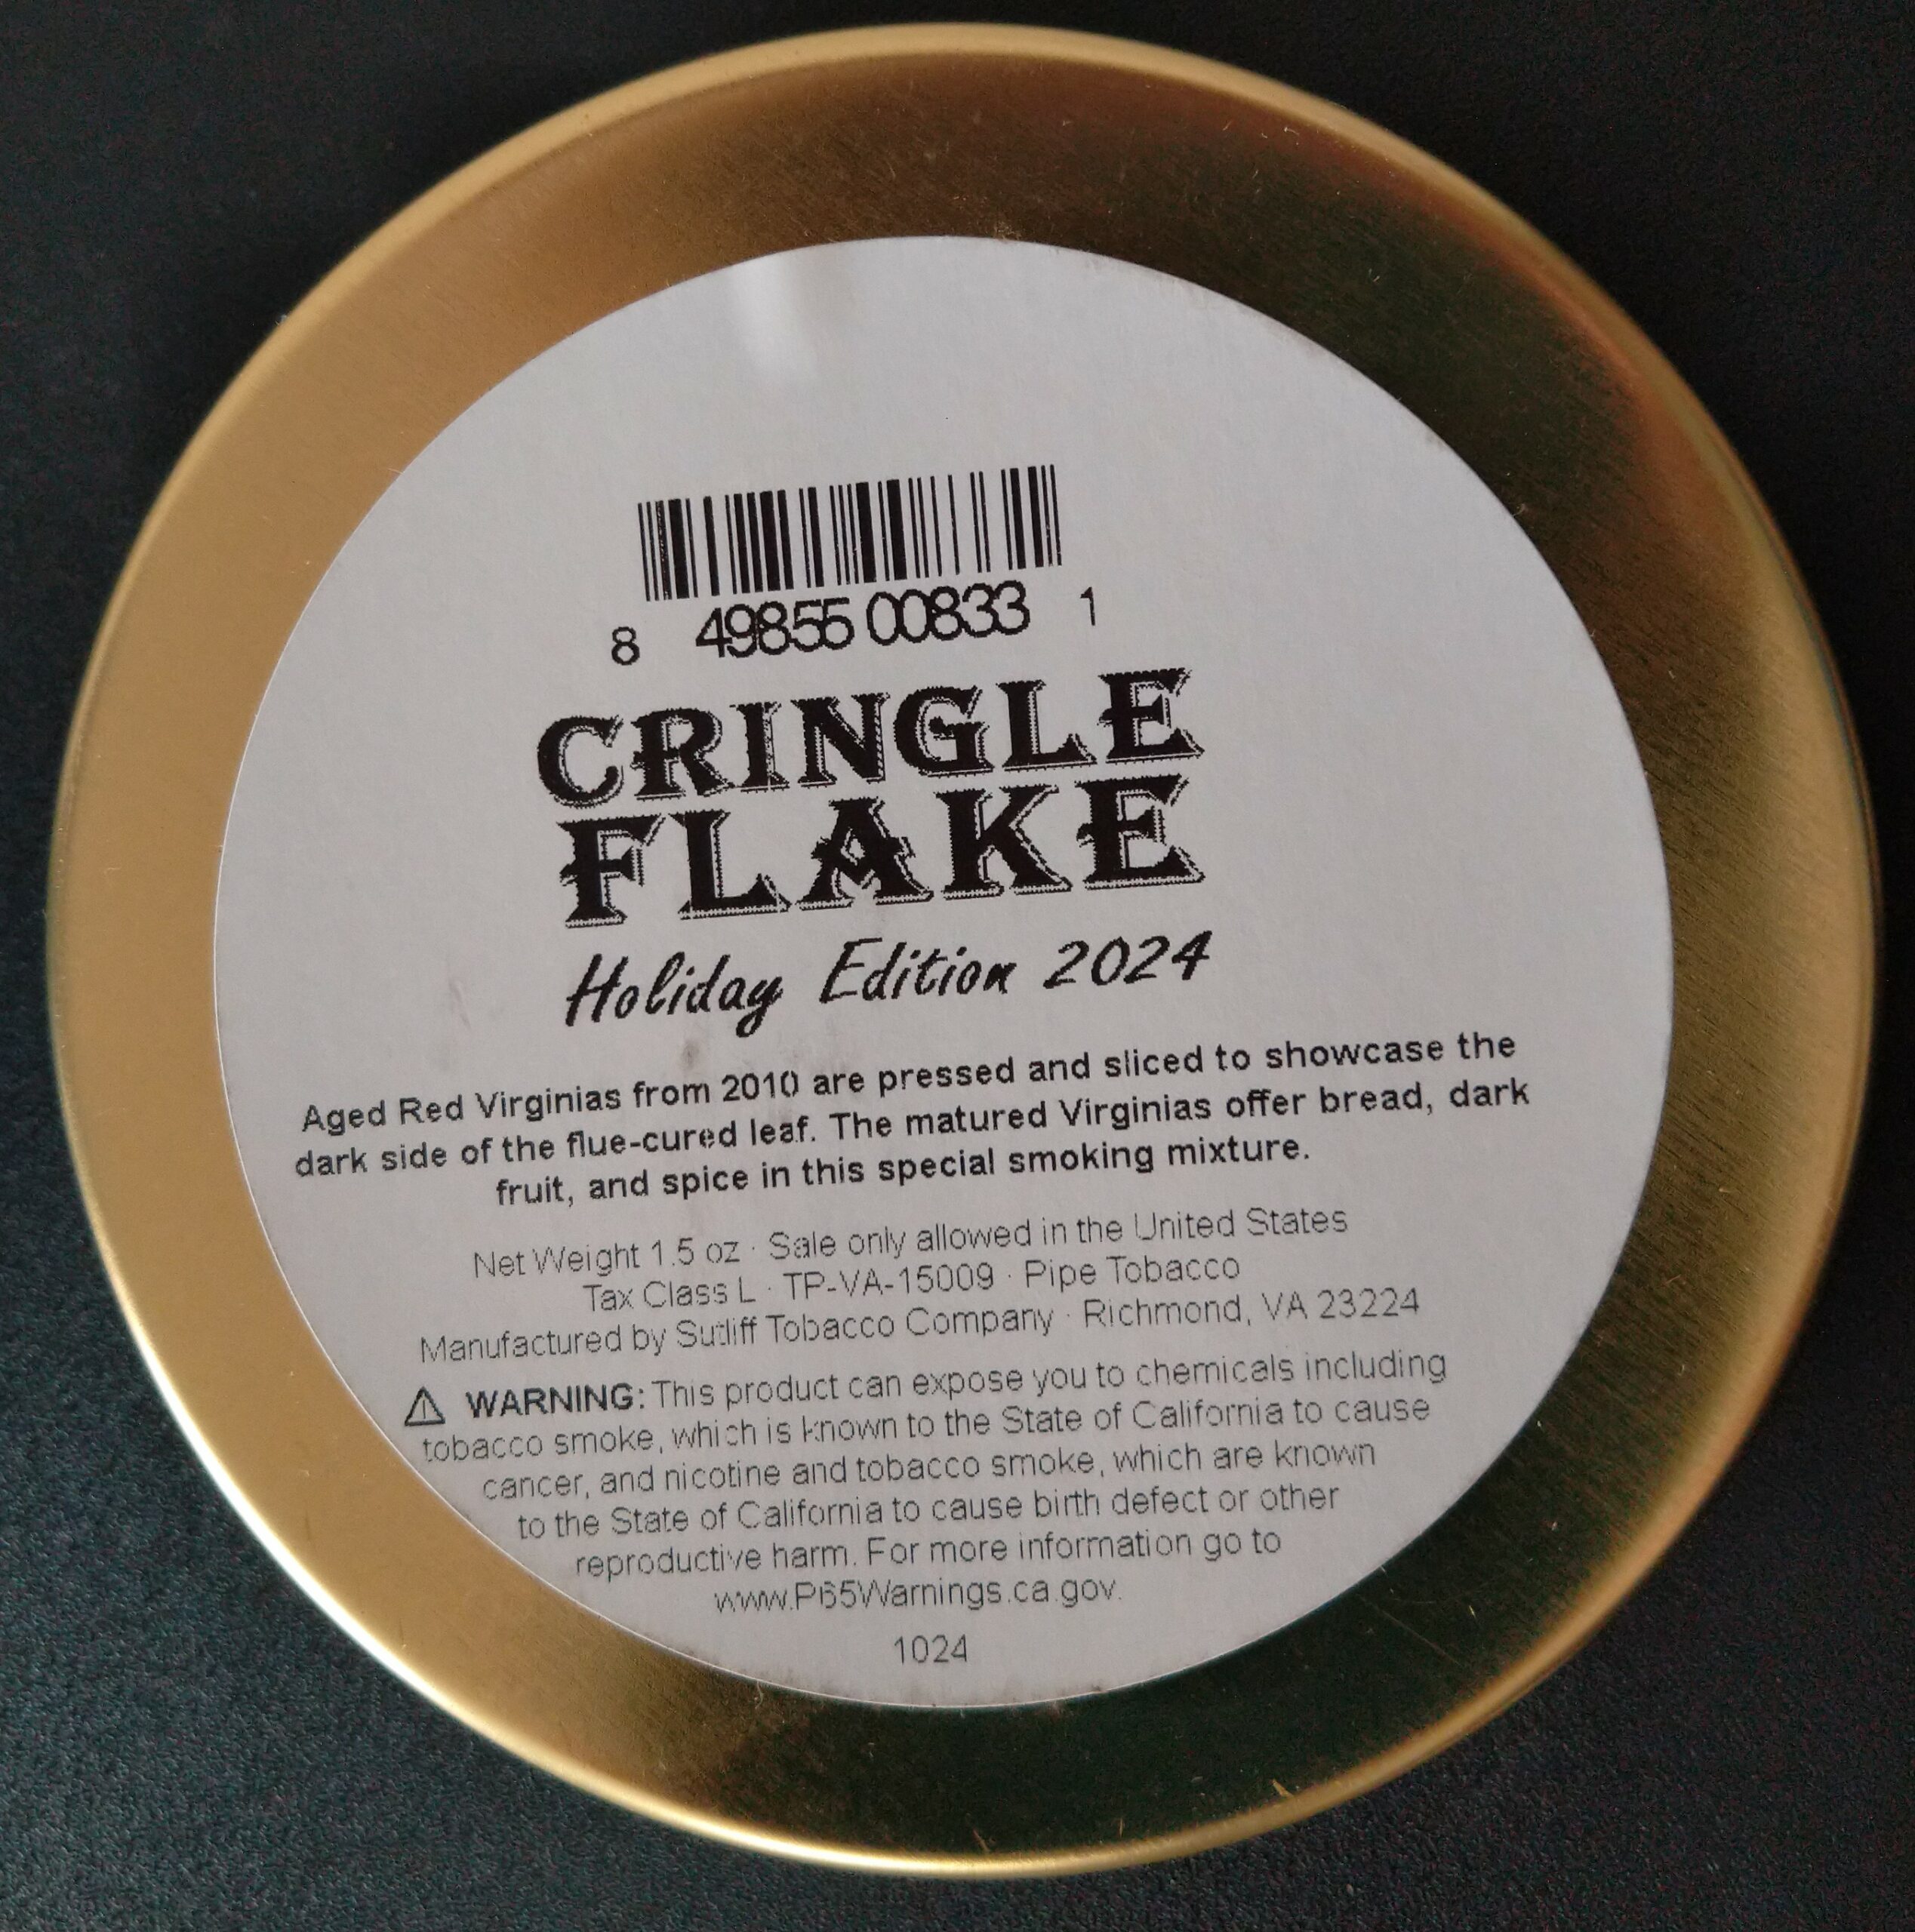 8 49855 00833 1
CRINGLE
FLAKE
Holiday Edition 2024
Aged Red Virginias from 2010 are pressed and sliced to showcase the
dark side of the flue-cured leaf. The matured Virginias offer bread, dark
fruit, and spice in this special smoking mixture.
Net Weight 1.5 oz · Sale only allowed in the United States
Tax Class L · TP-VA-15009 · Pipe Tobacco
Manufactured by Sutliff Tobacco Company · Richmond, VA 23224
⚠ WARNING: This product can expose you to chemicals including
tobacco smoke, which is known to the State of California to cause
cancer, and nicotine and tobacco smoke, which are known
to the State of California to cause birth defect or other
reproductive harm. For more information go to
www.P65Warnings.ca.gov.
1024